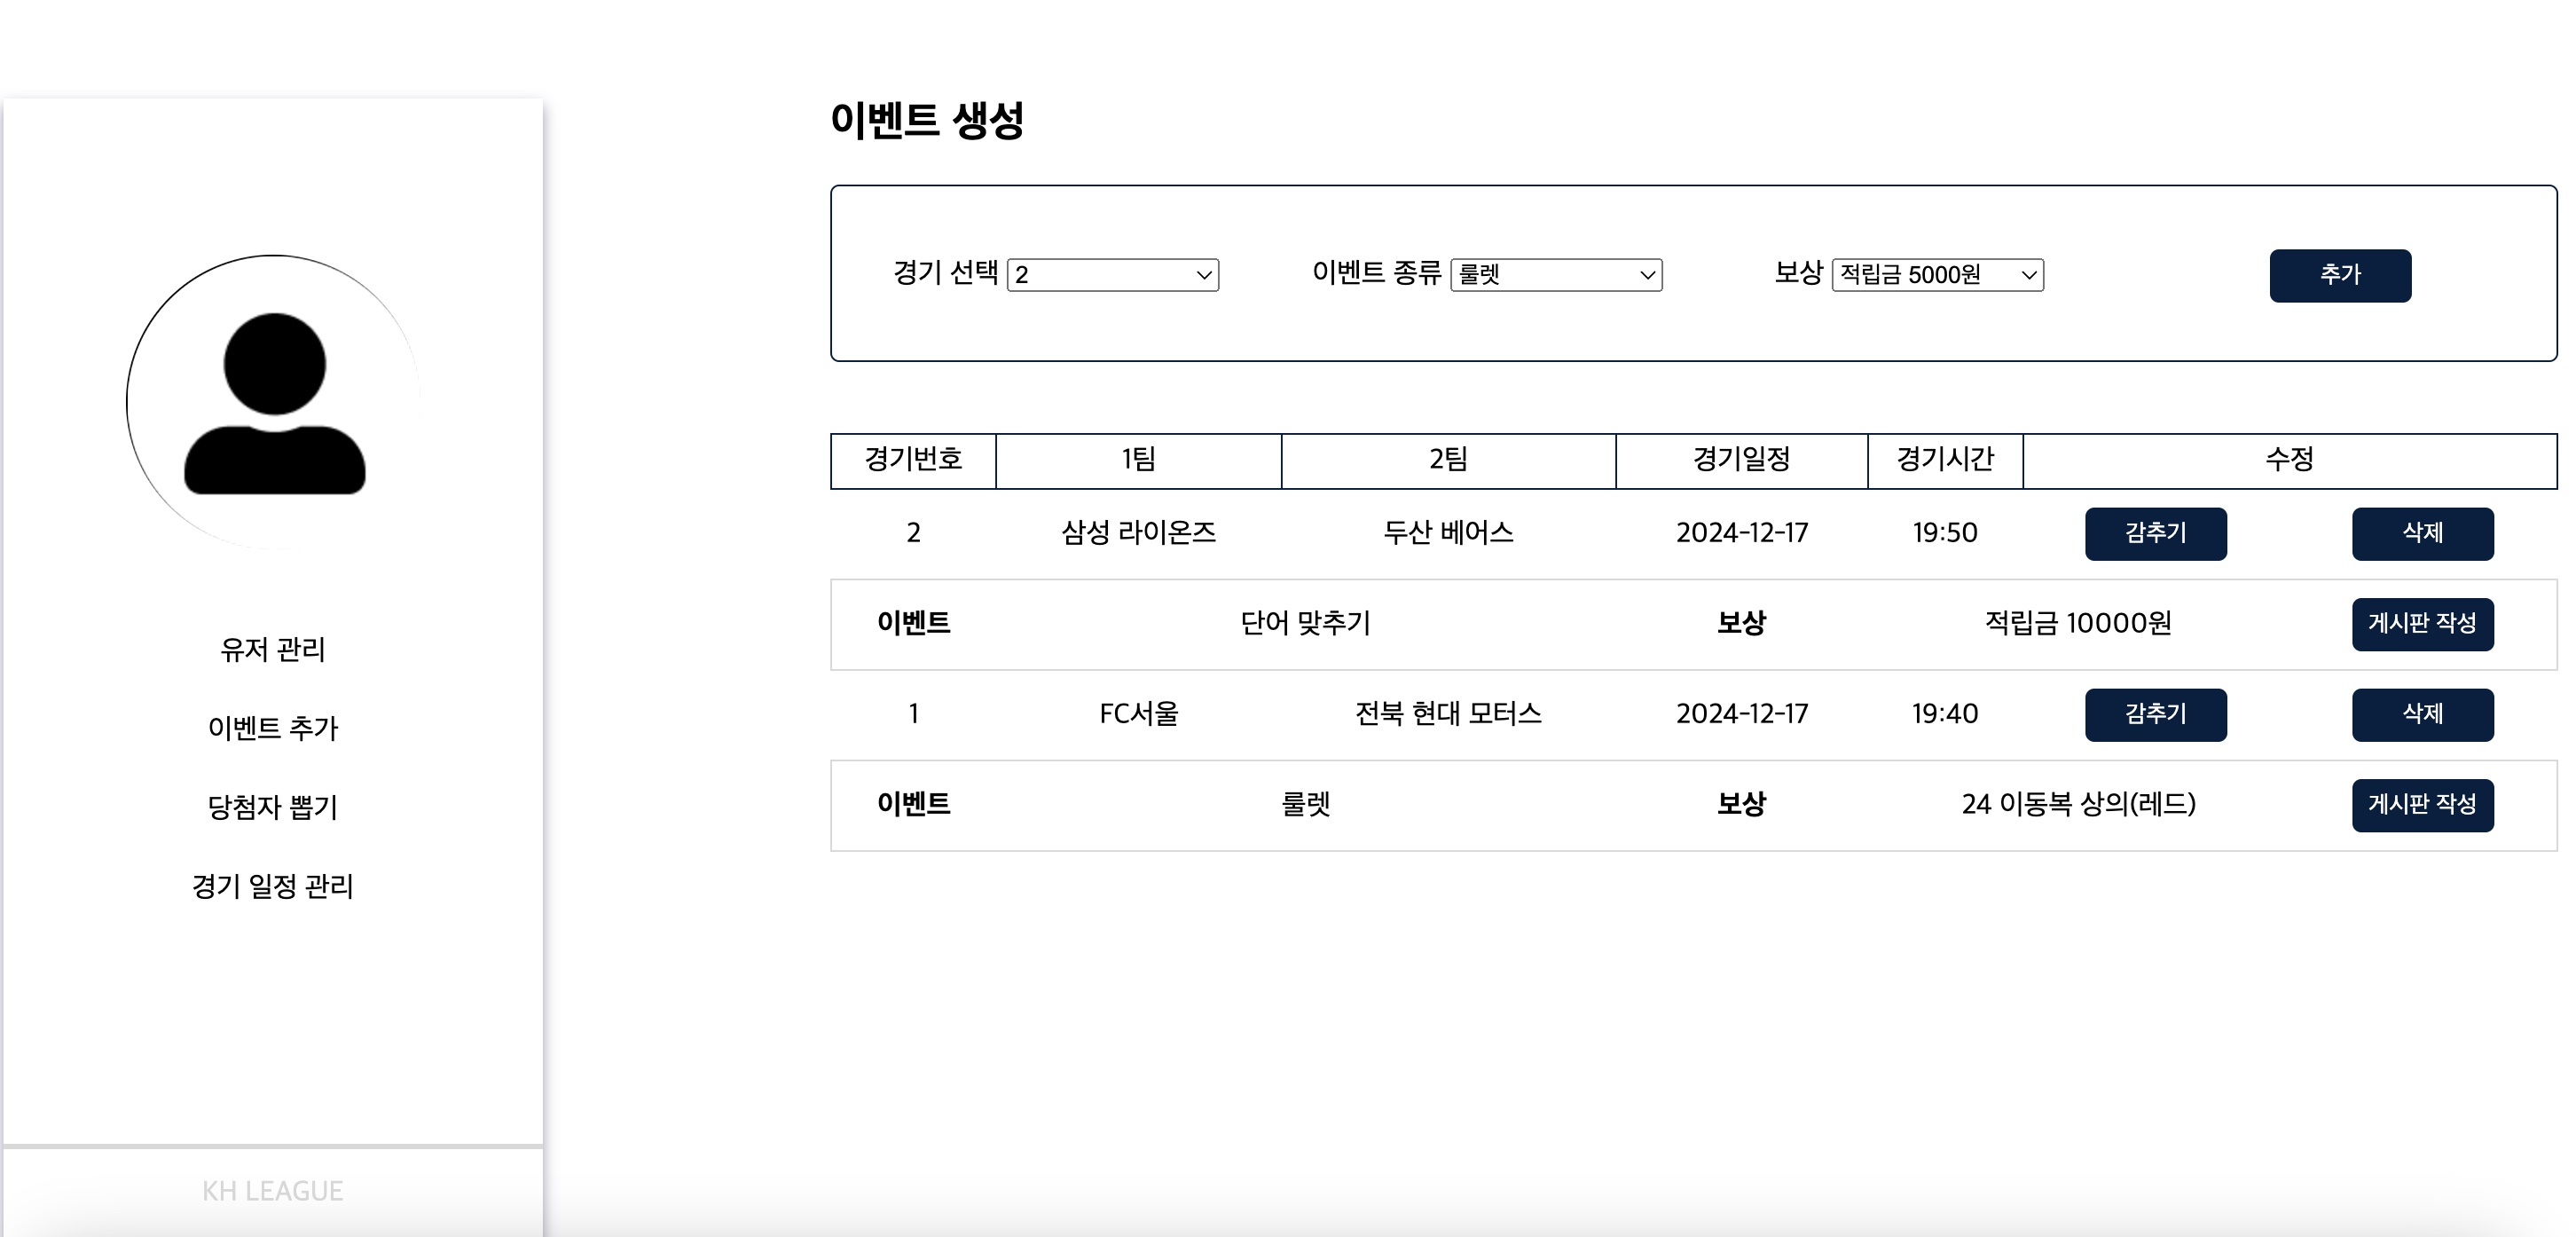 이벤트 생성
경기 선택 2 이벤트 종류 룰렛 보상 적립금 5000원 추가
경기번호 1팀 2팀 경기일정 경기시간 수정
2 삼성 라이온즈 두산 베어스 2024-12-17 19:50 감추기 삭제
이벤트 단어 맞추기 보상 적립금 10000원 게시판 작성
1 FC서울 전북 현대 모터스 2024-12-17 19:40 감추기 삭제
이벤트 룰렛 보상 24 이동복 상의(레드) 게시판 작성
유저 관리
이벤트 추가
당첨자 뽑기
경기 일정 관리
KH LEAGUE